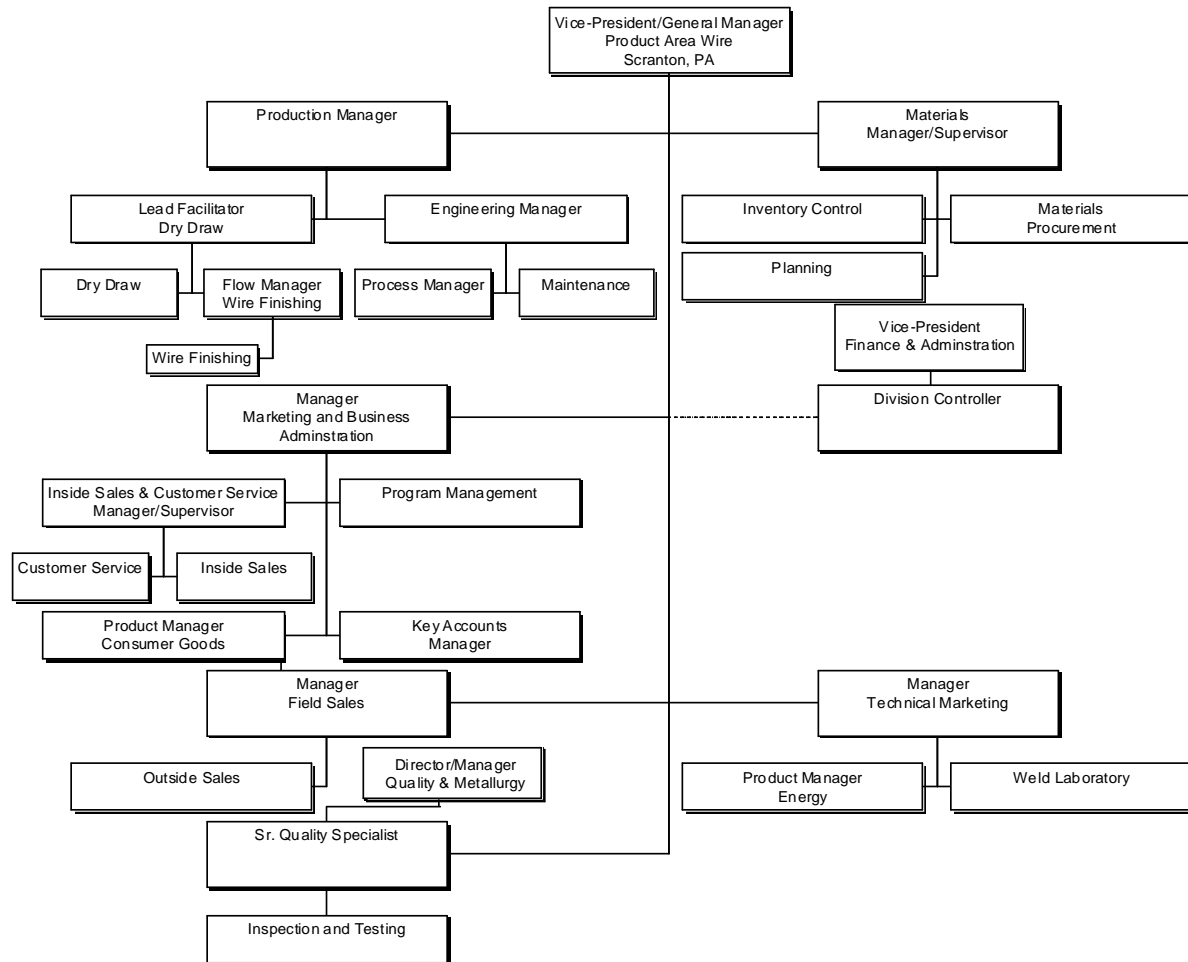 Vice-President/General Manager
Product Area Wire
Scranton, PA
Production Manager
Materials
Manager/Supervisor
Lead Facilitator
Dry Draw
Engineering Manager
Inventory Control
Materials
Procurement
Dry Draw
Flow Manager
Wire Finishing
Process Manager
Maintenance
Planning
Wire Finishing
Vice-President
Finance & Adminstration
Manager
Marketing and Business
Adminstration
Division Controller
Inside Sales & Customer Service
Manager/Supervisor
Program Management
Customer Service
Inside Sales
Product Manager
Consumer Goods
Key Accounts
Manager
Manager
Field Sales
Manager
Technical Marketing
Outside Sales
Director/Manager
Quality & Metallurgy
Product Manager
Energy
Weld Laboratory
Sr. Quality Specialist
Inspection and Testing